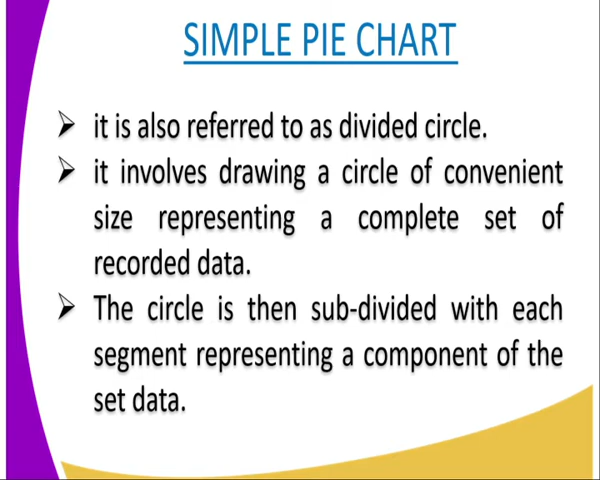 SIMPLE PIE CHART
➢ it is also referred to as divided circle.
➢ it involves drawing a circle of convenient
size representing a complete set of
recorded data.
➢ The circle is then sub-divided with each
segment representing a component of the
set data.